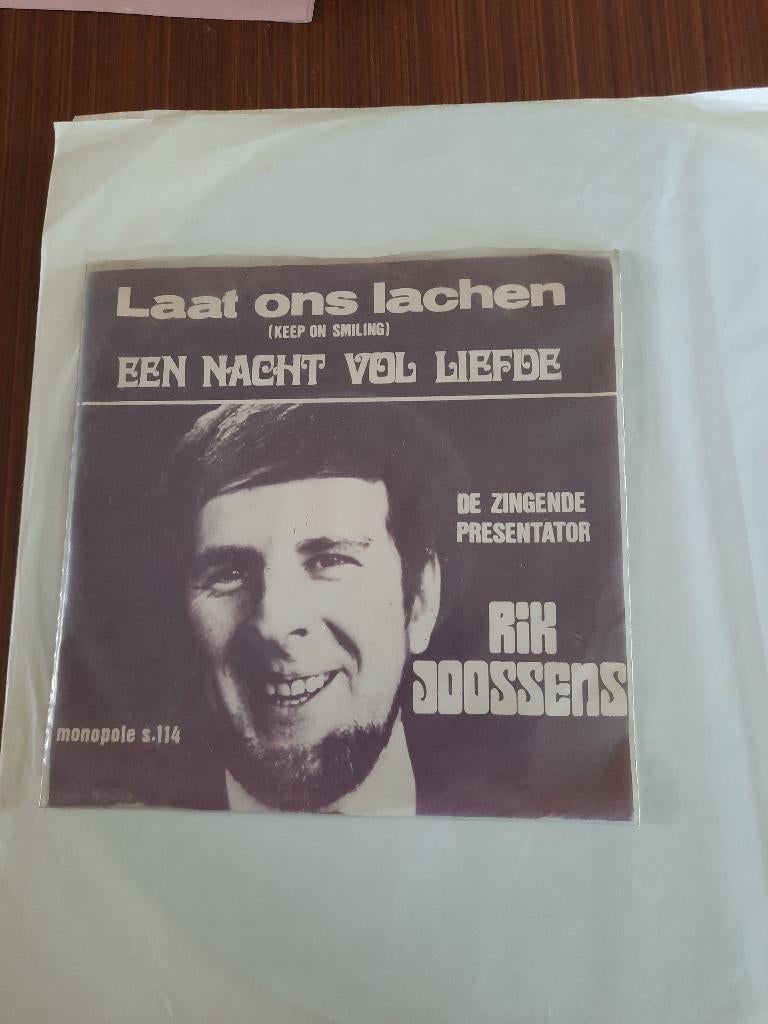 Laat ons lachen
(KEEP ON SMILING)
EEN NACHT VOL LIEFDE
DE ZINGENDE
PRESENTATOR
RiK
JOOSSENS
monopole s.114